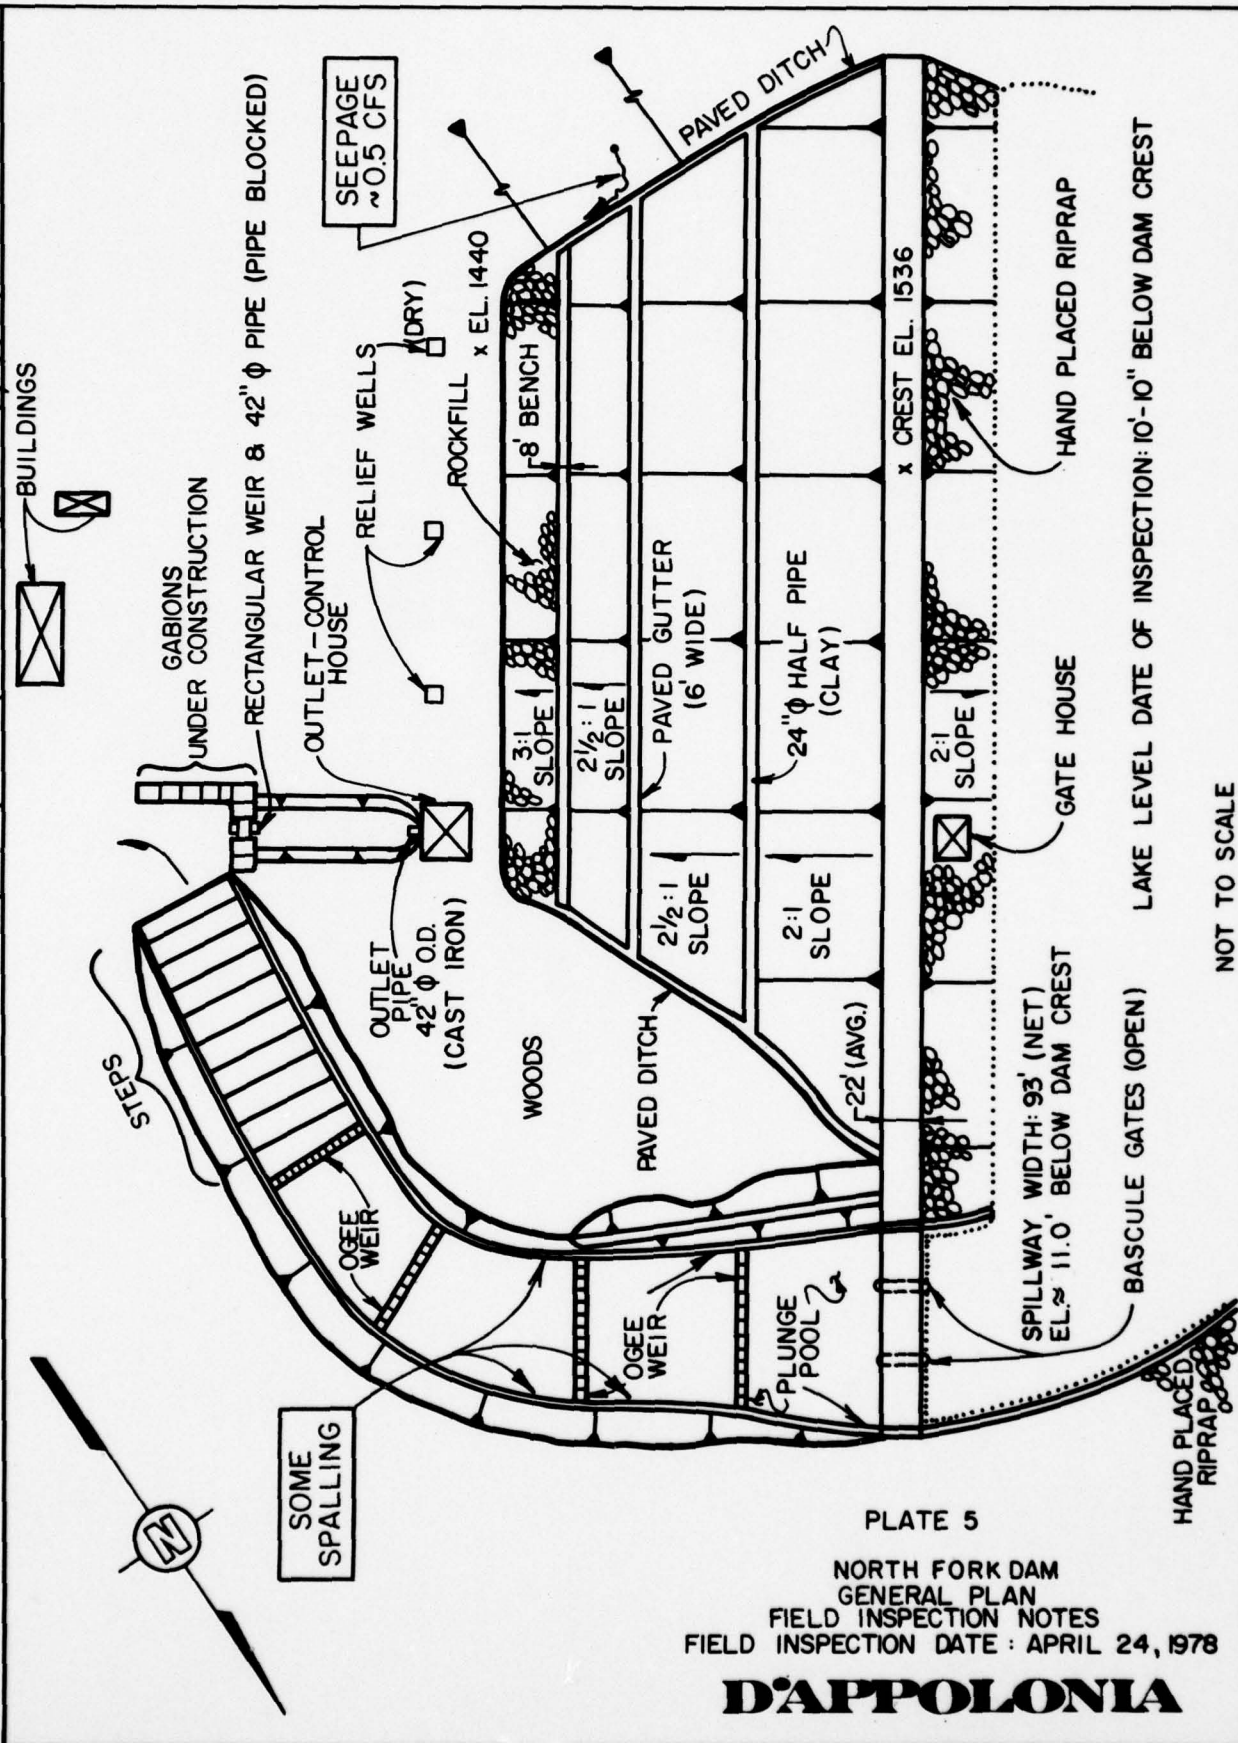 BUILDINGS
GABIONS
UNDER CONSTRUCTION
RECTANGULAR WEIR & 42" ϕ PIPE (PIPE BLOCKED)
OUTLET-CONTROL
HOUSE
RELIEF WELLS
(DRY)
ROCKFILL
x EL. 1440
SEEPAGE
~0.5 CFS
PAVED DITCH
8' BENCH
3:1
SLOPE
2½:1
SLOPE
PAVED GUTTER
(6' WIDE)
24" ϕ HALF PIPE
(CLAY)
2½:1
SLOPE
2:1
SLOPE
x CREST EL. 1536
2:1
SLOPE
GATE HOUSE
HAND PLACED RIPRAP
LAKE LEVEL DATE OF INSPECTION: 10'-10" BELOW DAM CREST
NOT TO SCALE
STEPS
OUTLET
PIPE
42" ϕ O.D.
(CAST IRON)
WOODS
PAVED DITCH
22' (AVG.)
OGEE
WEIR
OGEE
WEIR
PLUNGE
POOL
SPILLWAY WIDTH: 93' (NET)
EL. ≈ 11.0' BELOW DAM CREST
BASCULE GATES (OPEN)
HAND PLACED
RIPRAP
SOME
SPALLING
N
PLATE 5
NORTH FORK DAM
GENERAL PLAN
FIELD INSPECTION NOTES
FIELD INSPECTION DATE : APRIL 24, 1978
D'APPOLONIA